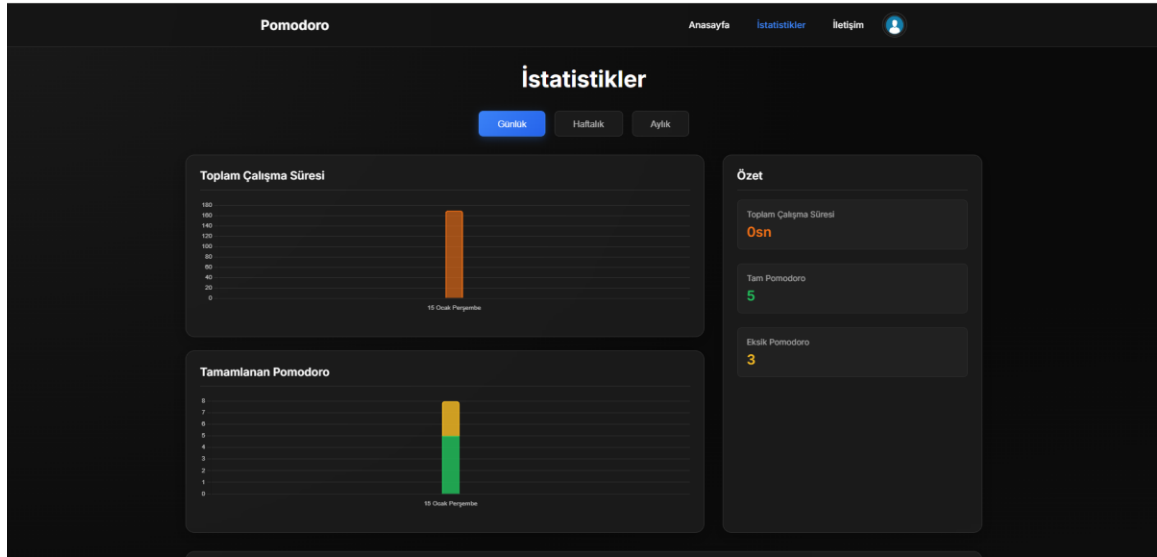 Pomodoro
Anasayfa İstatistikler İletişim
İstatistikler
Günlük Haftalık Aylık
Toplam Çalışma Süresi
180
160
140
120
100
80
60
40
20
0
15 Ocak Perşembe
Tamamlanan Pomodoro
8
7
6
5
4
3
2
1
0
15 Ocak Perşembe
Özet
Toplam Çalışma Süresi
0sn
Tam Pomodoro
5
Eksik Pomodoro
3